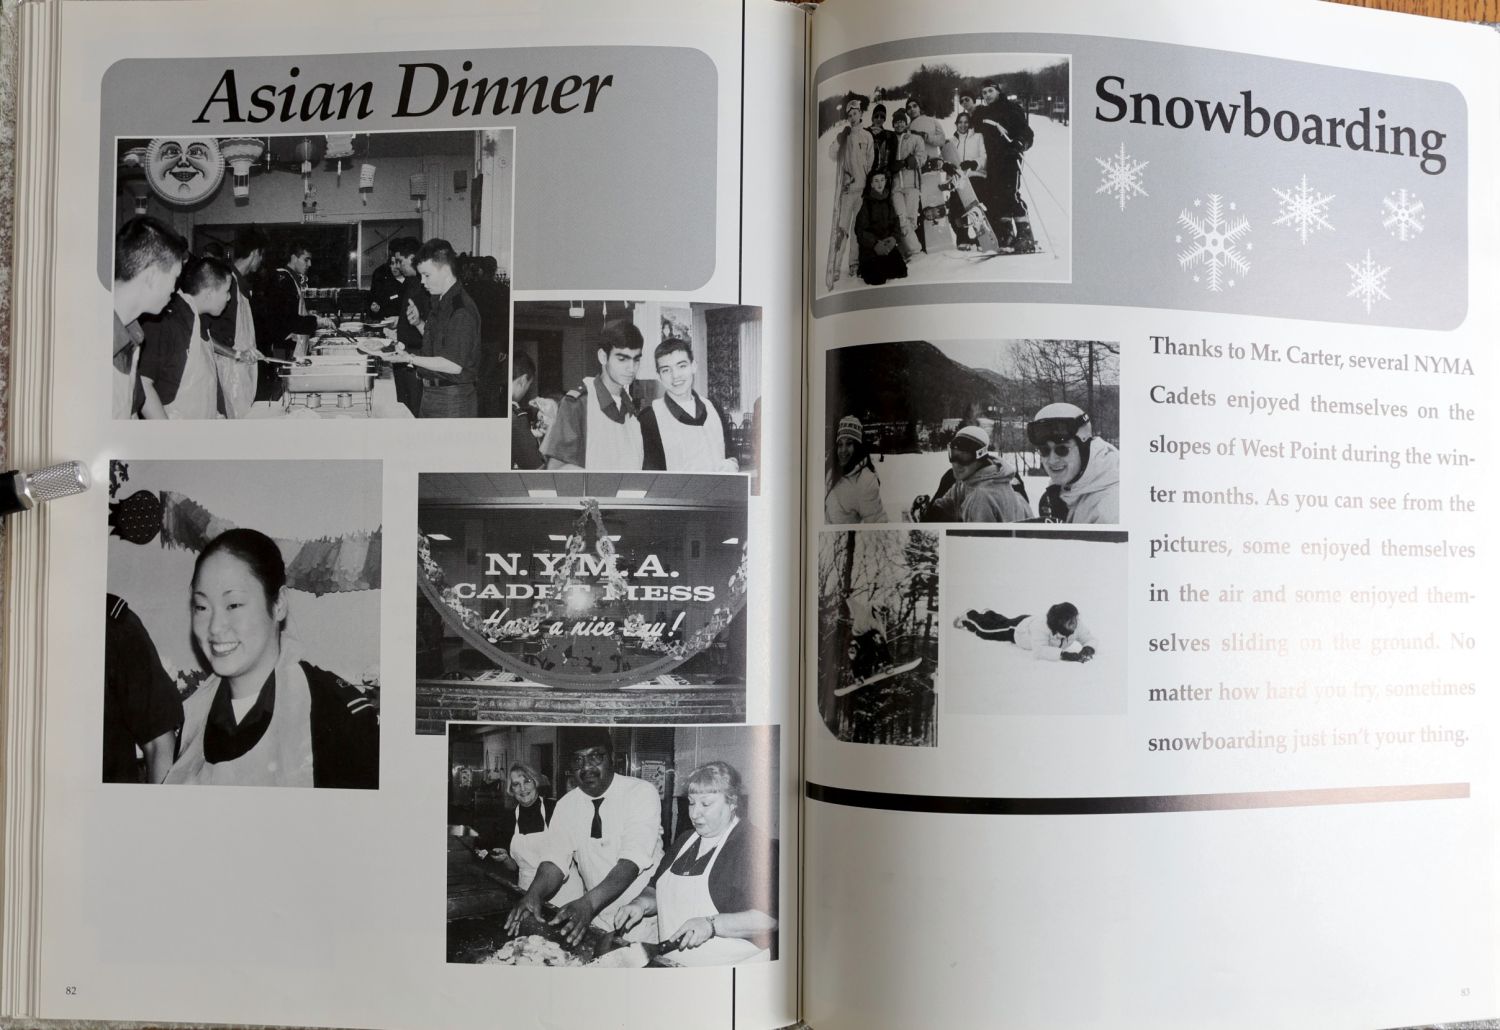 Asian Dinner
N.Y.M.A.
CADET MESS
Have a nice day!
82
Snowboarding
Thanks to Mr. Carter, several NYMA
Cadets enjoyed themselves on the
slopes of West Point during the win-
ter months. As you can see from the
pictures, some enjoyed themselves
in the air and some enjoyed them-
selves sliding on the ground. No
matter how hard you try, sometimes
snowboarding just isn't your thing.
83